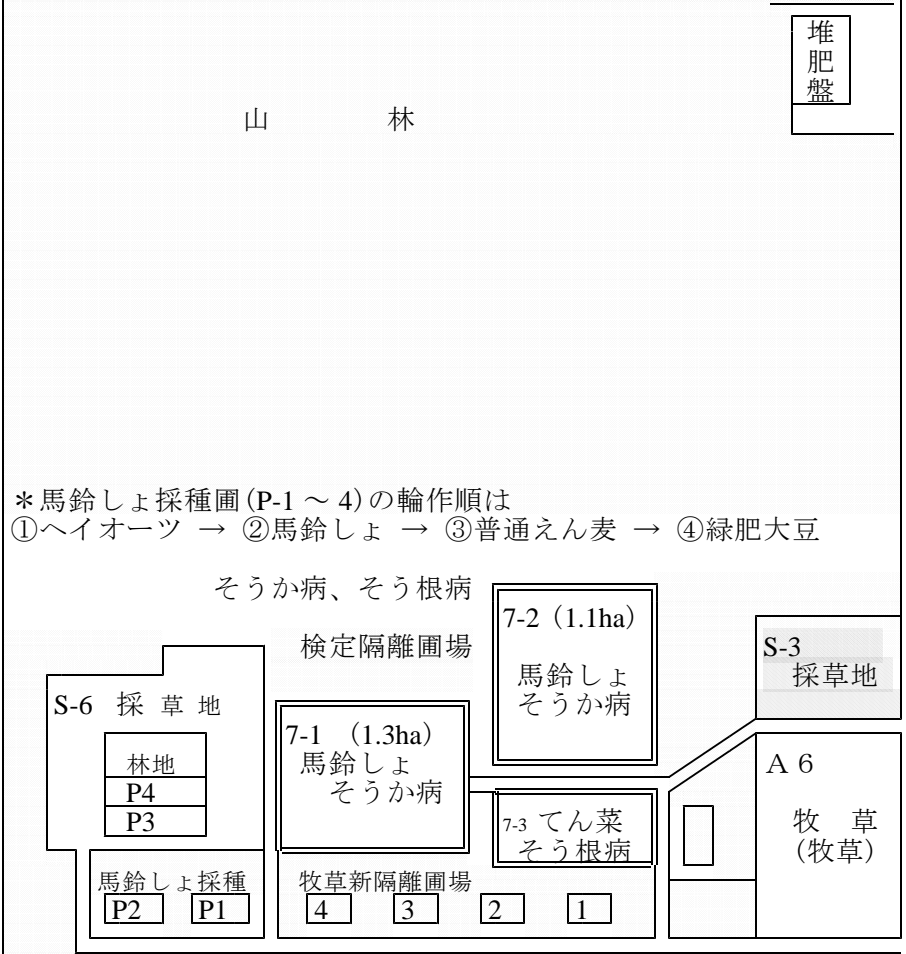 堆肥盤
山 林
＊馬鈴しょ採種圃(P-1 ～ 4)の輪作順は
①ヘイオーツ → ②馬鈴しょ → ③普通えん麦 → ④緑肥大豆
そうか病、そう根病
検定隔離圃場
7-2（1.1ha）
馬鈴しょ
そうか病
S-3
採草地
S-6 採 草 地
林地
P4
P3
7-1 （1.3ha）
馬鈴しょ
そうか病
7-3 てん菜
そう根病
Ａ６
牧 草
(牧草)
馬鈴しょ採種
P2 P1
牧草新隔離圃場
4 3 2 1